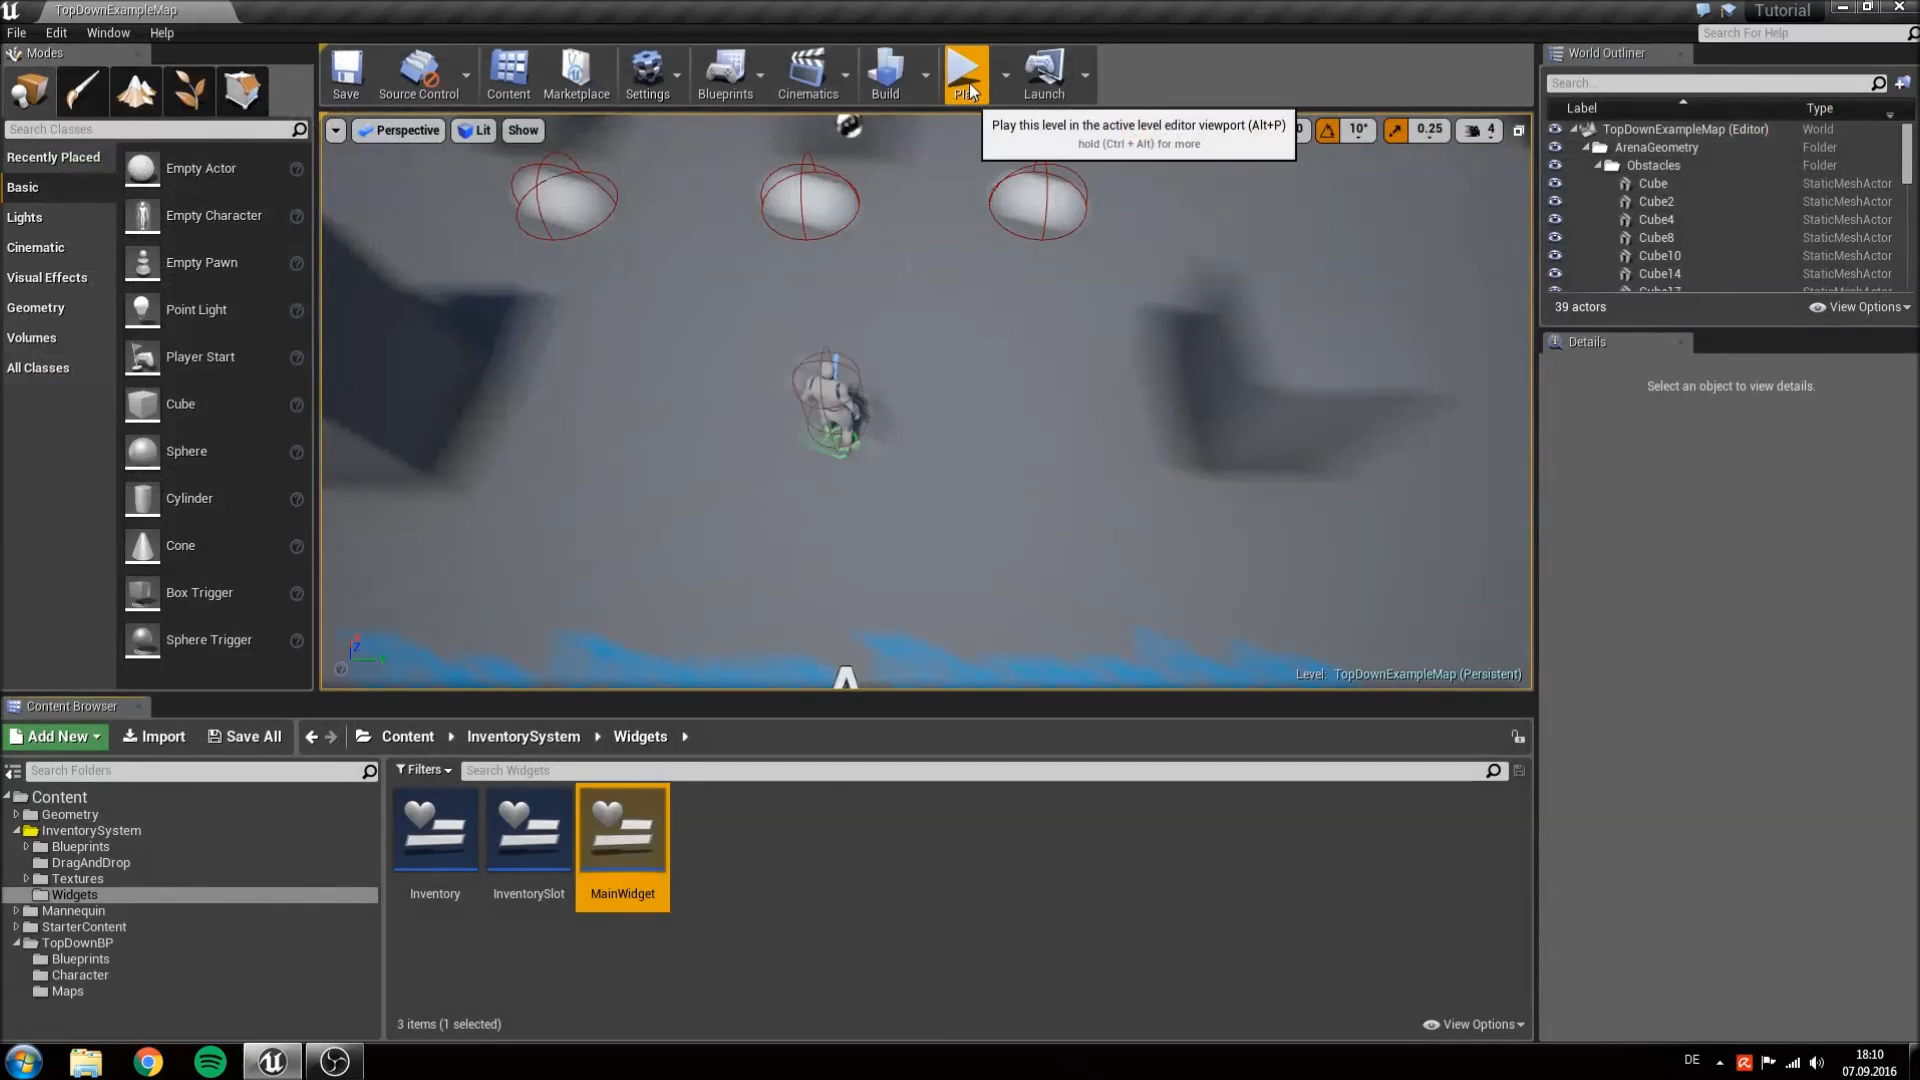 TopDownExampleMap
Tutorial
File Edit Window Help
Search For Help
Modes
Save
Source Control
Content
Marketplace
Settings
Blueprints
Cinematics
Build
Play
Launch
Play this level in the active level editor viewport (Alt+P)
hold (Ctrl + Alt) for more
Search Classes
Recently Placed
Basic
Lights
Cinematic
Visual Effects
Geometry
Volumes
All Classes
Empty Actor
Empty Character
Empty Pawn
Point Light
Player Start
Cube
Sphere
Cylinder
Cone
Box Trigger
Sphere Trigger
Perspective
Lit
Show
0
10°
0.25
4
Z
A
Level: TopDownExampleMap (Persistent)
World Outliner
Search...
Label Type
TopDownExampleMap (Editor) World
ArenaGeometry Folder
Obstacles Folder
Cube StaticMeshActor
Cube2 StaticMeshActor
Cube4 StaticMeshActor
Cube8 StaticMeshActor
Cube10 StaticMeshActor
Cube14 StaticMeshActor
39 actors
View Options
Details
Select an object to view details.
Content Browser
Add New
Import
Save All
Content
InventorySystem
Widgets
Search Folders
Filters
Search Widgets
Content
Geometry
InventorySystem
Blueprints
DragAndDrop
Textures
Widgets
Mannequin
StarterContent
TopDownBP
Blueprints
Character
Maps
Inventory
InventorySlot
MainWidget
3 items (1 selected)
View Options
DE
18:10
07.09.2016